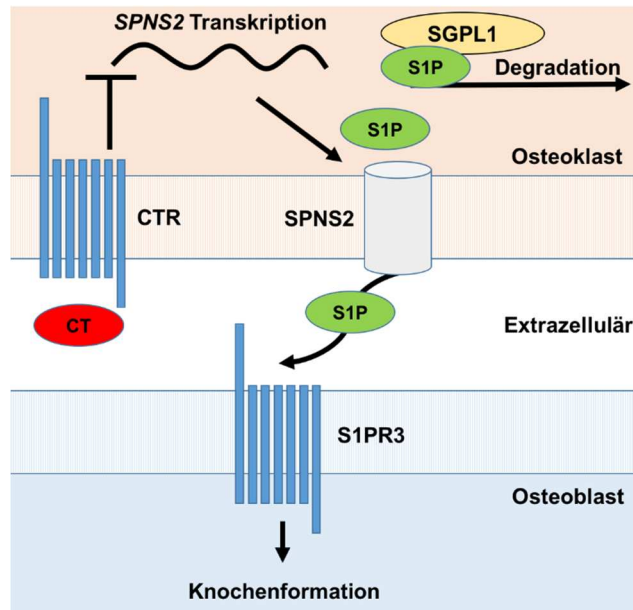 SPNS2 Transkription
SGPL1
S1P
Degradation
S1P
Osteoklast
CTR
SPNS2
CT
S1P
Extrazellulär
S1PR3
Osteoblast
Knochenformation